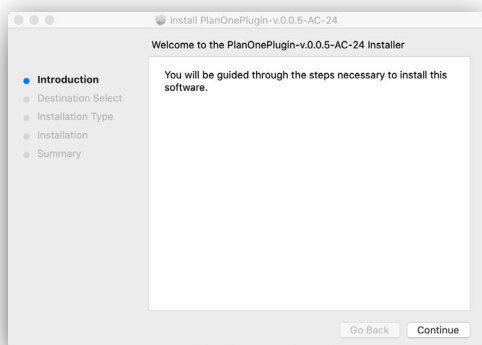 Install PlanOnePlugin-v.0.0.5-AC-24
Welcome to the PlanOnePlugin-v.0.0.5-AC-24 Installer
Introduction
Destination Select
Installation Type
Installation
Summary
You will be guided through the steps necessary to install this
software.
Go Back
Continue